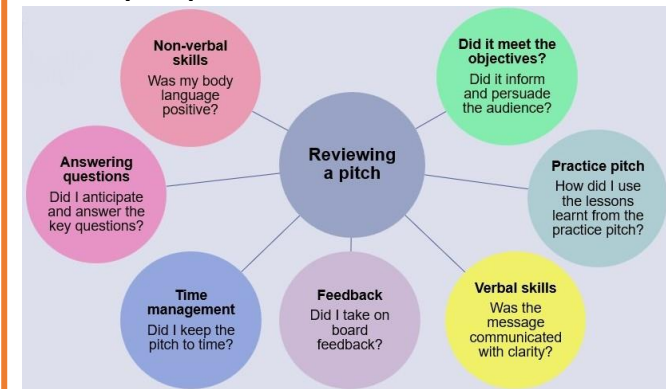 Non-verbal
skills
Was my body
language
positive?
Did it meet the
objectives?
Did it inform
and persuade
the audience?
Reviewing
a pitch
Answering
questions
Did I anticipate
and answer the
key questions?
Practice pitch
How did I use
the lessons
learnt from the
practice pitch?
Time
management
Did I keep the
pitch to time?
Feedback
Did I take on
board
feedback?
Verbal skills
Was the
message
communicated
with clarity?